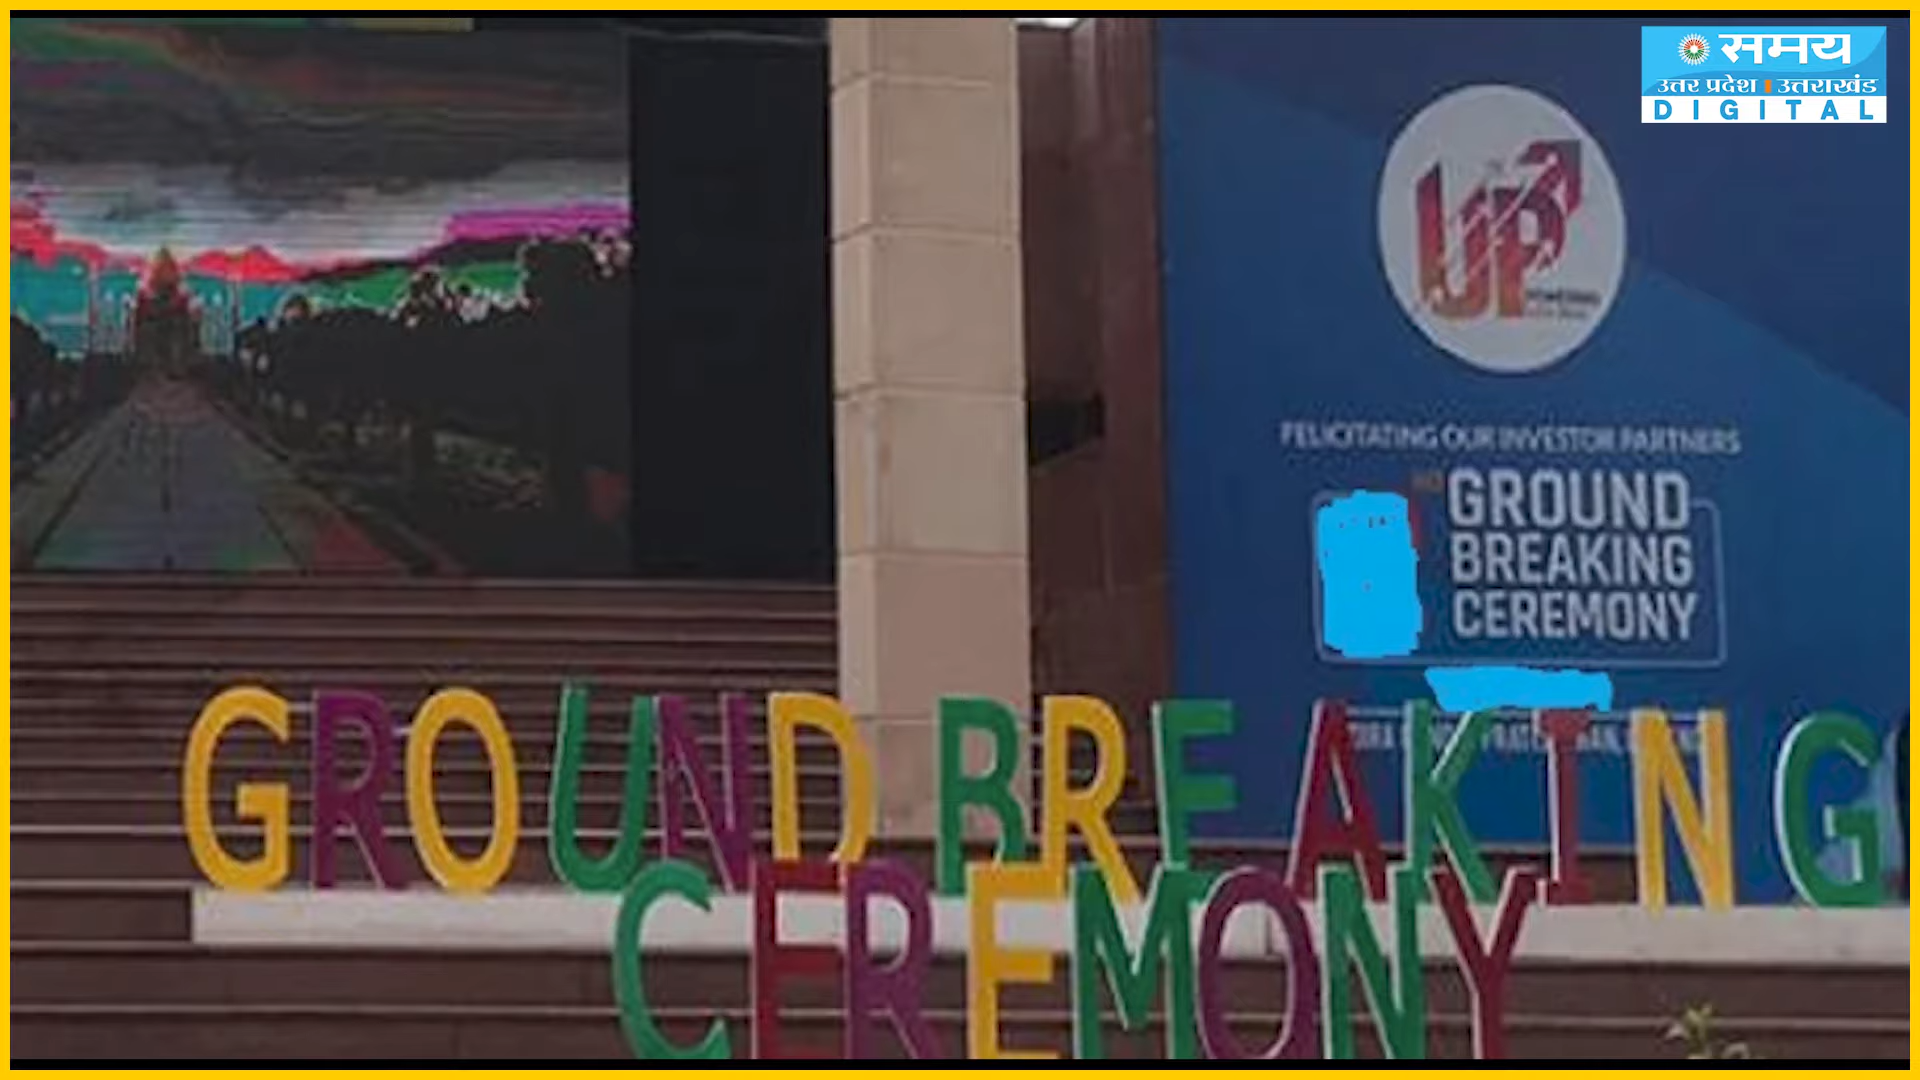 समय
उत्तर प्रदेश उत्तराखंड
DIGITAL
UP
FELICITATING OUR INVESTOR PARTNERS
GROUND
BREAKING
CEREMONY
GROUND BREAKING
CEREMONY